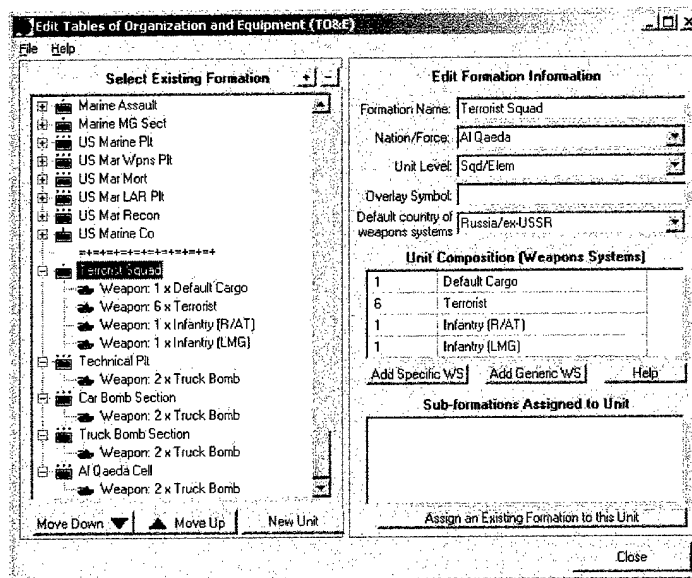 Edit Tables of Organization and Equipment (TO&E)
File Help
Select Existing Formation + -
Marine Assault
Marine MG Sect
US Marine Plt
US Mar Wpns Plt
US Mar Mort
US Mar LAR Plt
US Mar Recon
US Marine Co
=+=+=+=+=+=+=+=+=+
Terrorist Squad
Weapon: 1 x Default Cargo
Weapon: 6 x Terrorist
Weapon: 1 x Infantry (R/AT)
Weapon: 1 x Infantry (LMG)
Technical Plt
Weapon: 2 x Truck Bomb
Car Bomb Section
Weapon: 2 x Truck Bomb
Truck Bomb Section
Weapon: 2 x Truck Bomb
Al Qaeda Cell
Weapon: 2 x Truck Bomb
Move Down Move Up New Unit
Edit Formation Information
Formation Name: Terrorist Squad
Nation/Force: Al Qaeda
Unit Level: Sqd/Elem
Overlay Symbol:
Default country of
weapons systems Russia/ex-USSR
Unit Composition (Weapons Systems)
1 Default Cargo
6 Terrorist
1 Infantry (R/AT)
1 Infantry (LMG)
Add Specific WS Add Generic WS Help
Sub-formations Assigned to Unit
Assign an Existing Formation to this Unit
Close